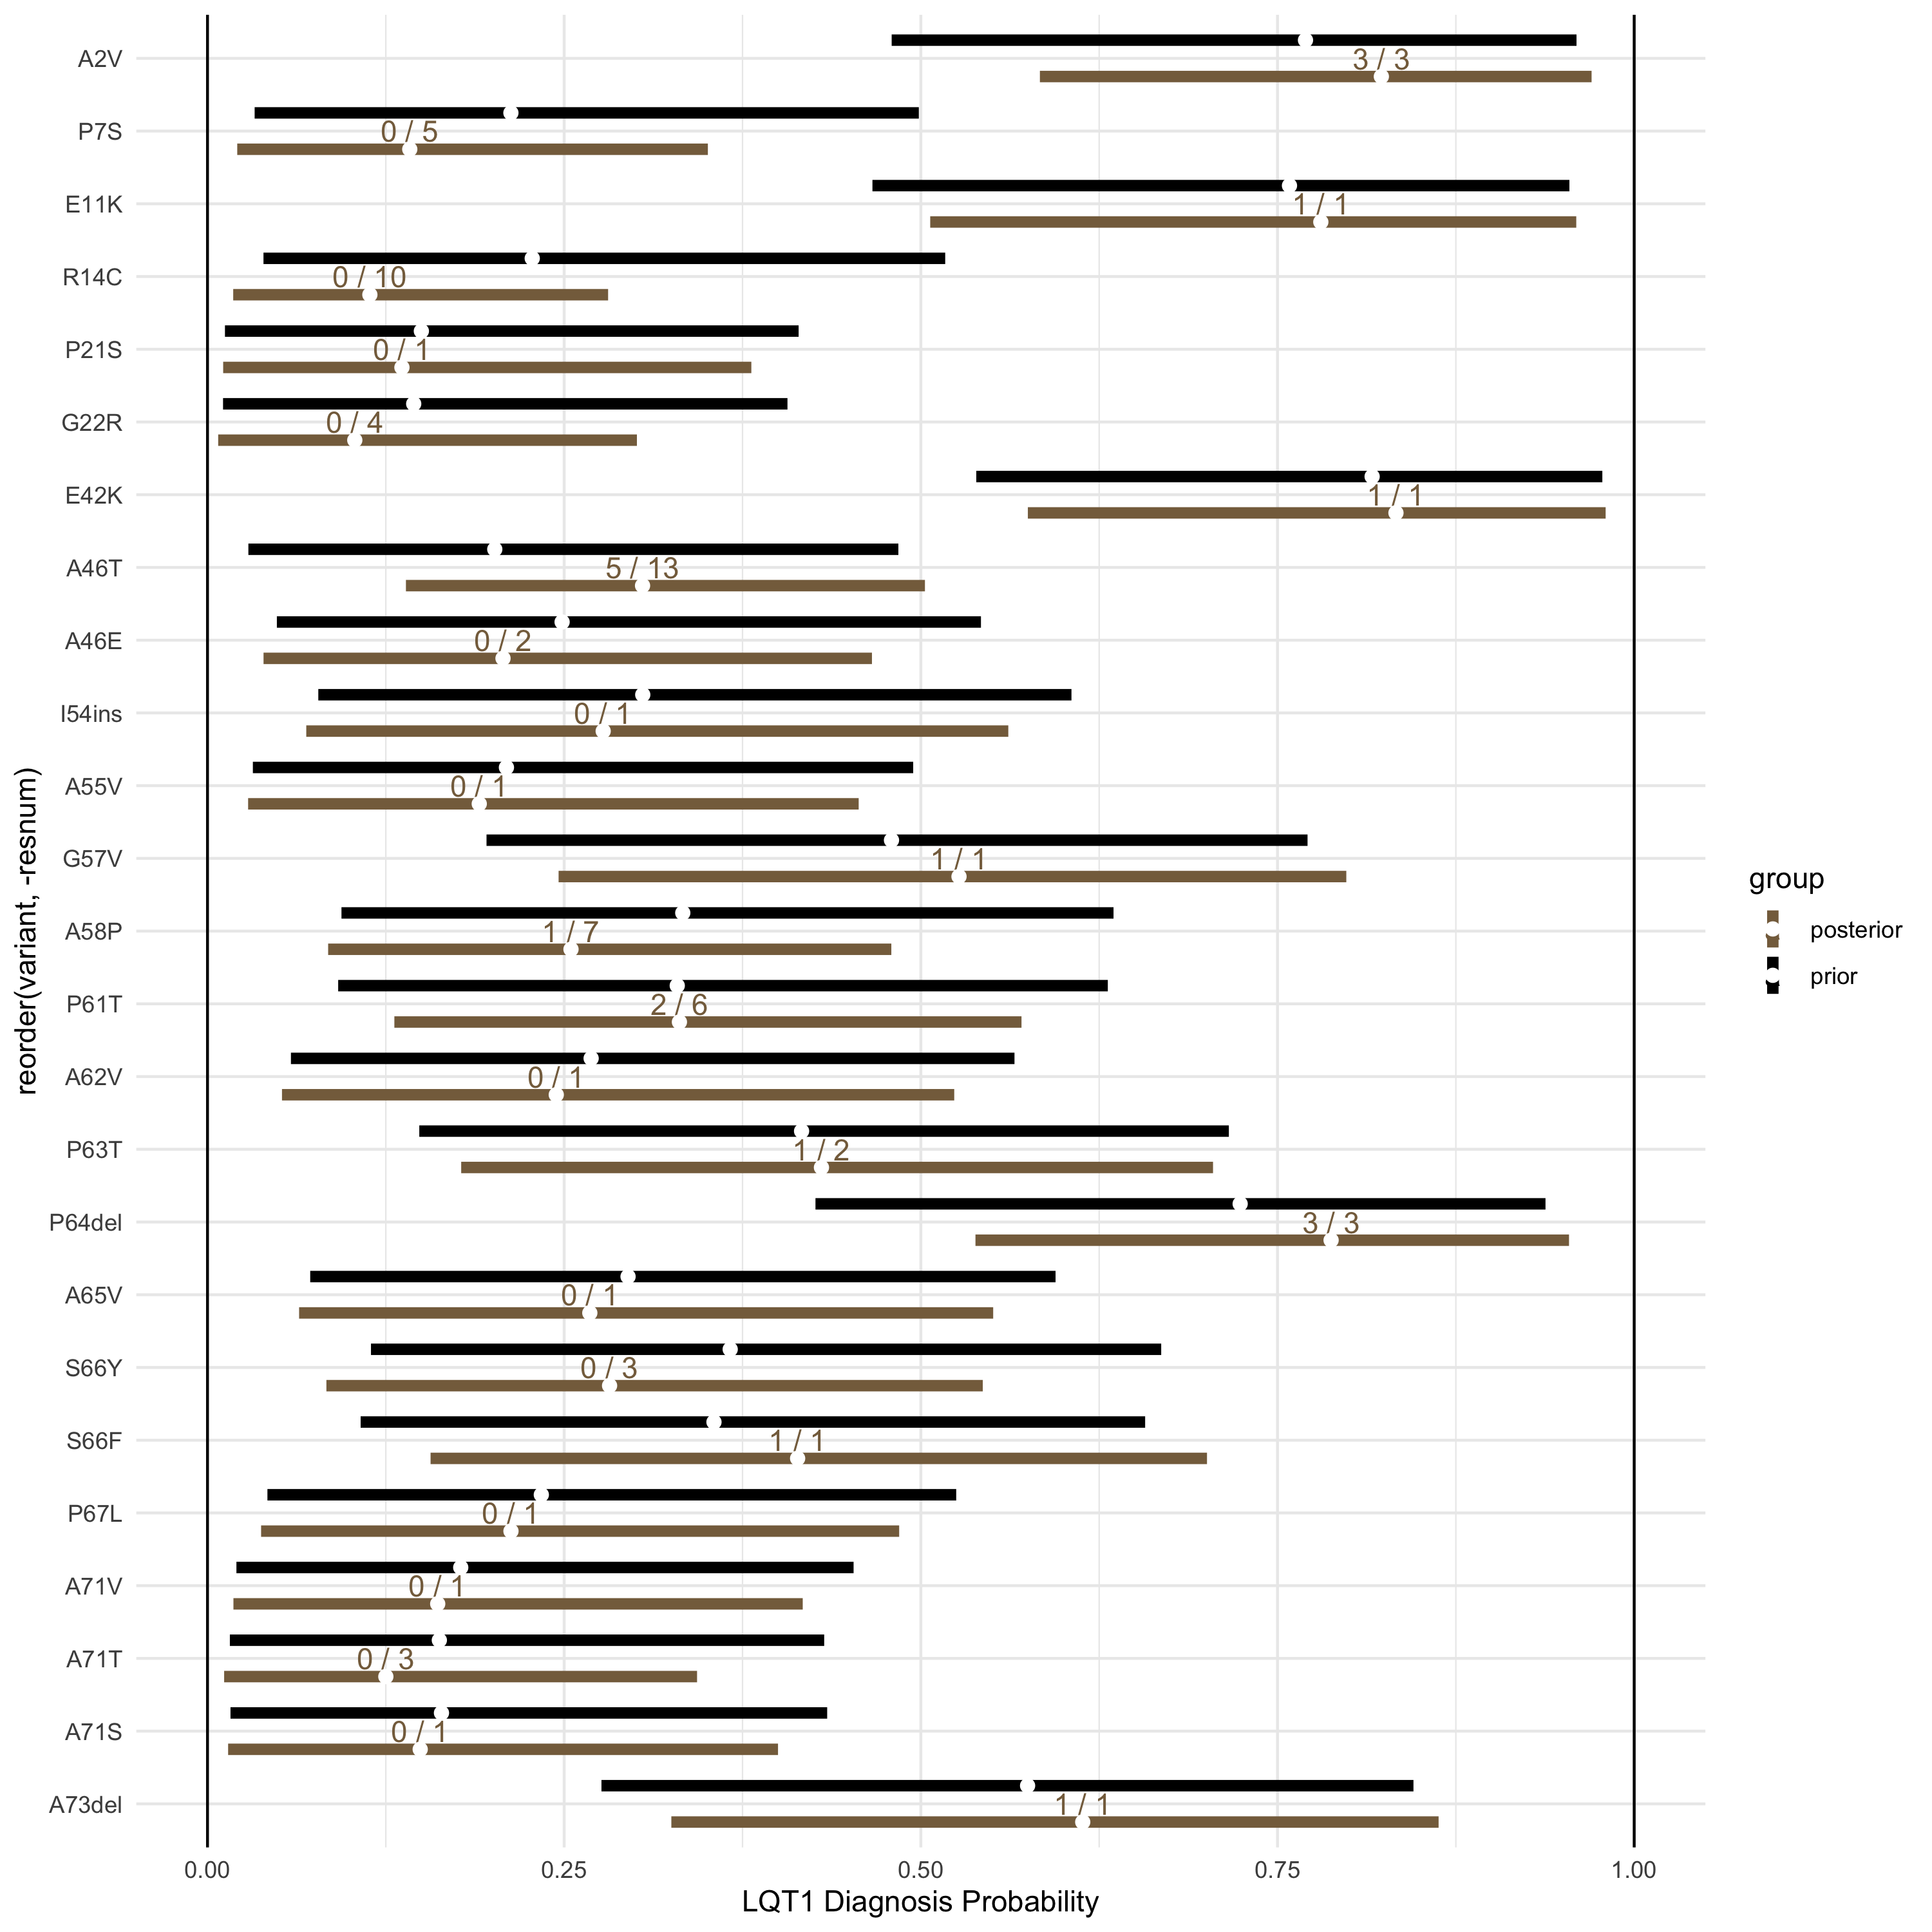 A2V
3 / 3
P7S
0 / 5
E11K
1 / 1
R14C
0 / 10
P21S
0 / 1
G22R
0 / 4
E42K
1 / 1
A46T
5 / 13
A46E
0 / 2
I54ins
0 / 1
A55V
0 / 1
G57V
1 / 1
A58P
1 / 7
P61T
2 / 6
A62V
0 / 1
P63T
1 / 2
P64del
3 / 3
A65V
0 / 1
S66Y
0 / 3
S66F
1 / 1
P67L
0 / 1
A71V
0 / 1
A71T
0 / 3
A71S
0 / 1
A73del
1 / 1
0.00 0.25 0.50 0.75 1.00
LQT1 Diagnosis Probability
reorder(variant, -resnum)
group
posterior
prior